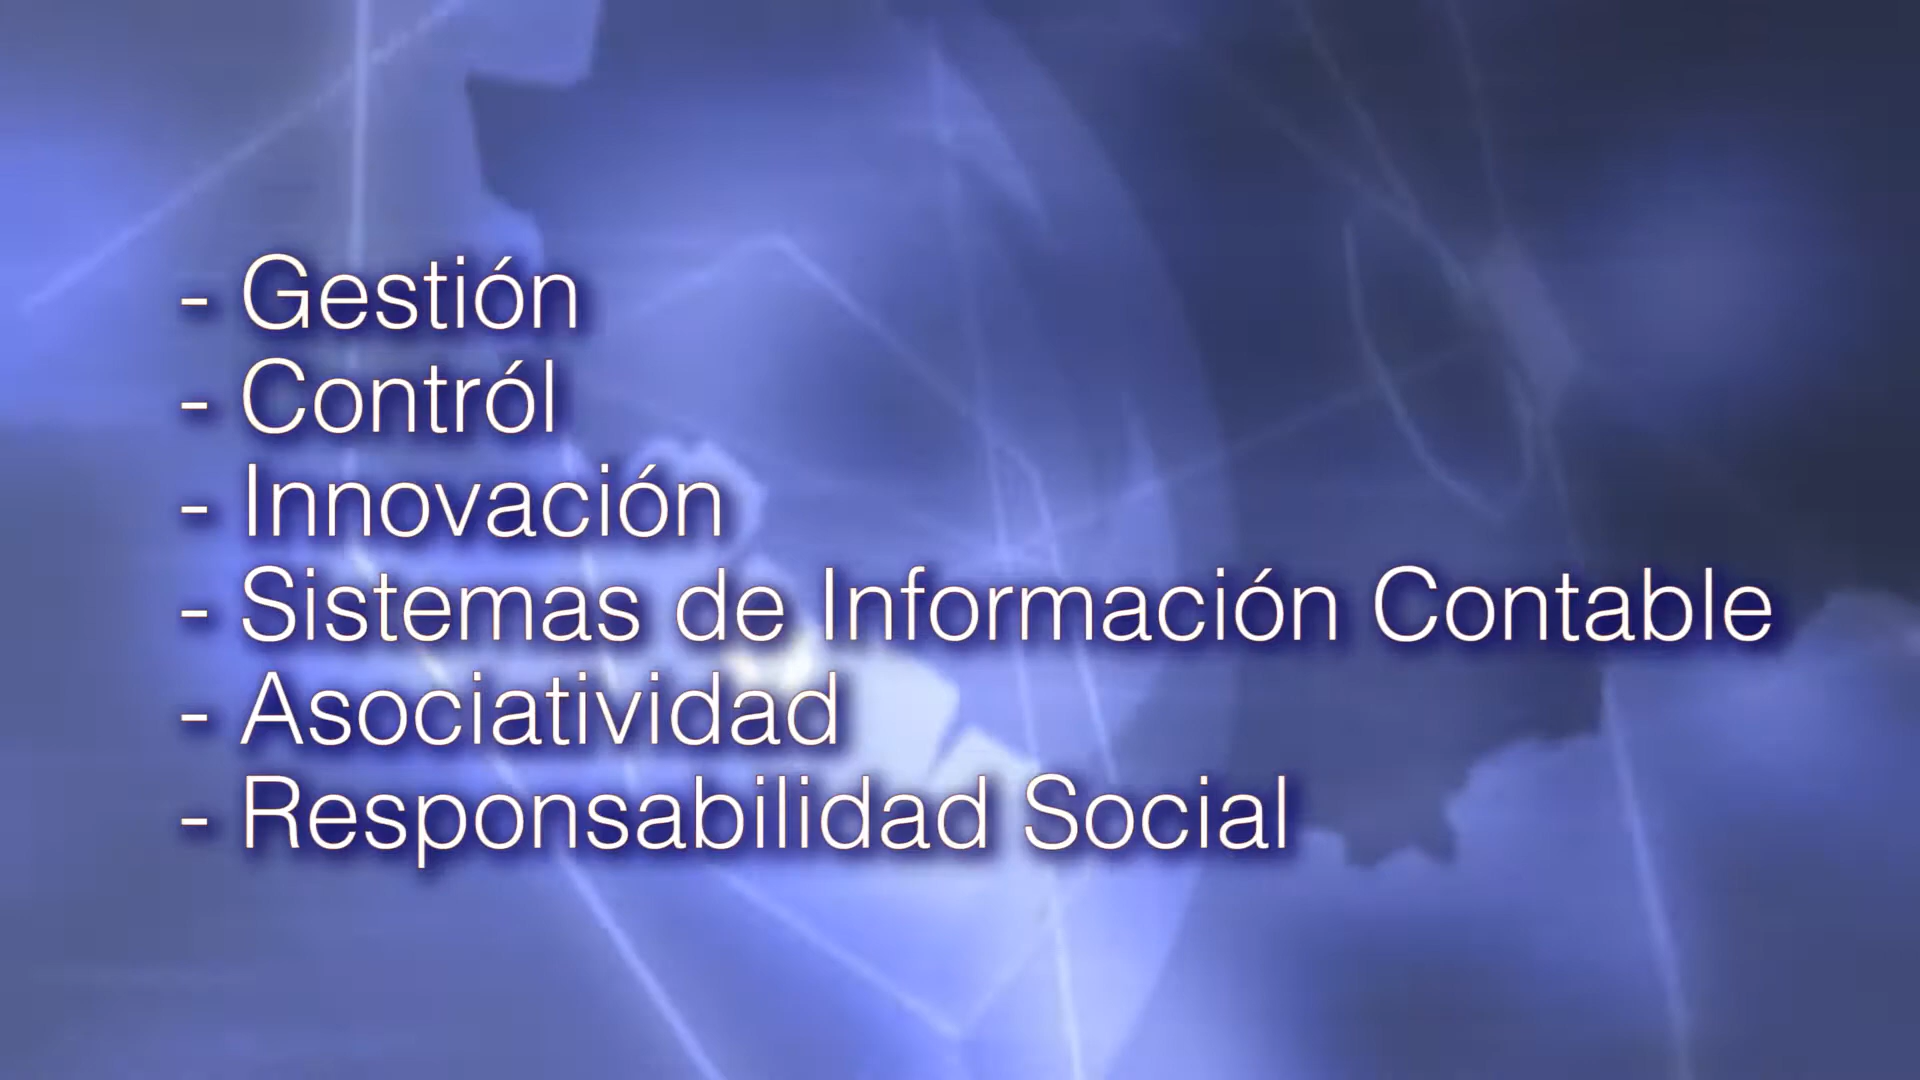 - Gestión
- Contról
- Innovación
- Sistemas de Información Contable
- Asociatividad
- Responsabilidad Social